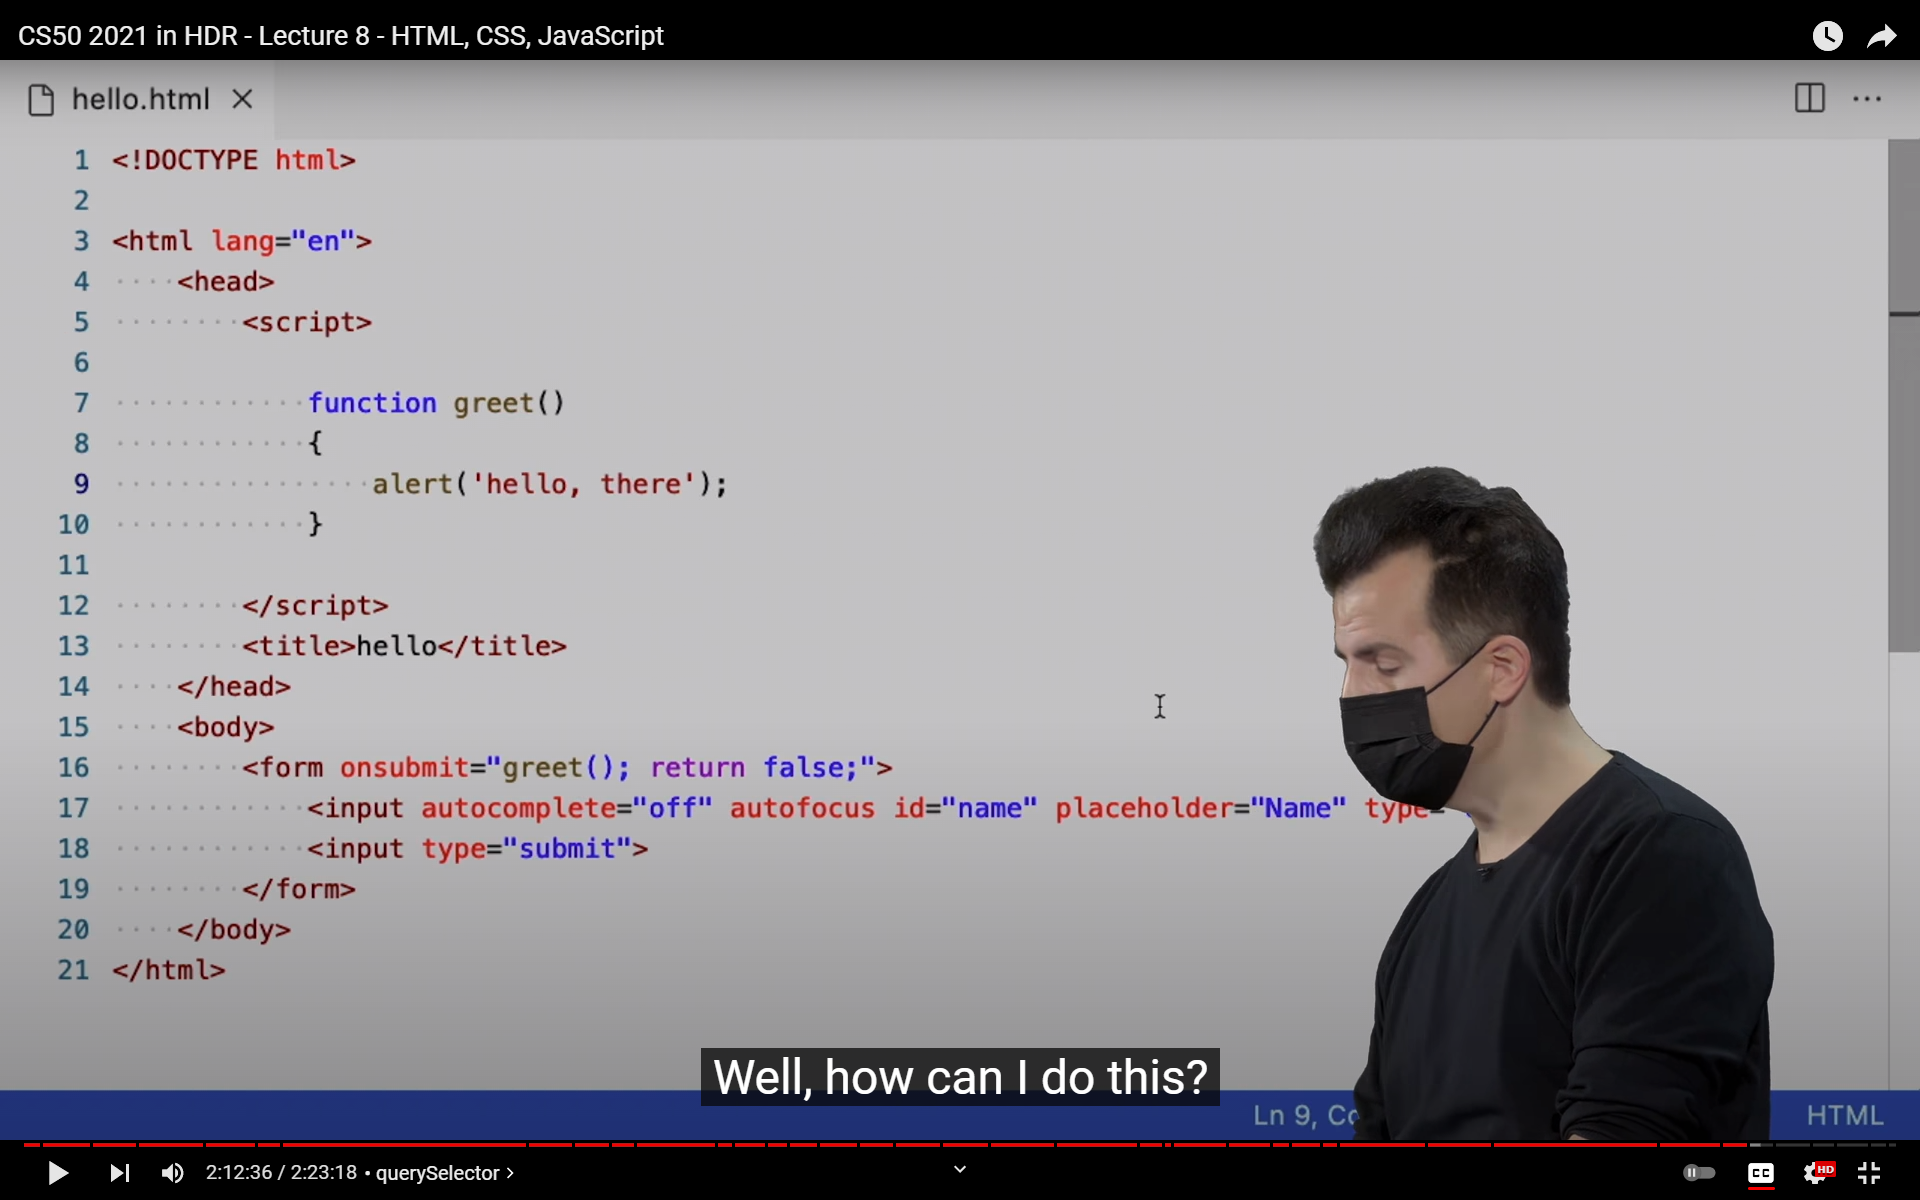 CS50 2021 in HDR - Lecture 8 - HTML, CSS, JavaScript
hello.html
1 <!DOCTYPE html>
2
3 <html lang="en">
4 <head>
5 <script>
6
7 function greet()
8 {
9 alert('hello, there');
10 }
11
12 </script>
13 <title>hello</title>
14 </head>
15 <body>
16 <form onsubmit="greet(); return false;">
17 <input autocomplete="off" autofocus id="name" placeholder="Name" type=
18 <input type="submit">
19 </form>
20 </body>
21 </html>
Well, how can I do this?
Ln 9, HTML
2:12:36 / 2:23:18 • querySelector
CC HD